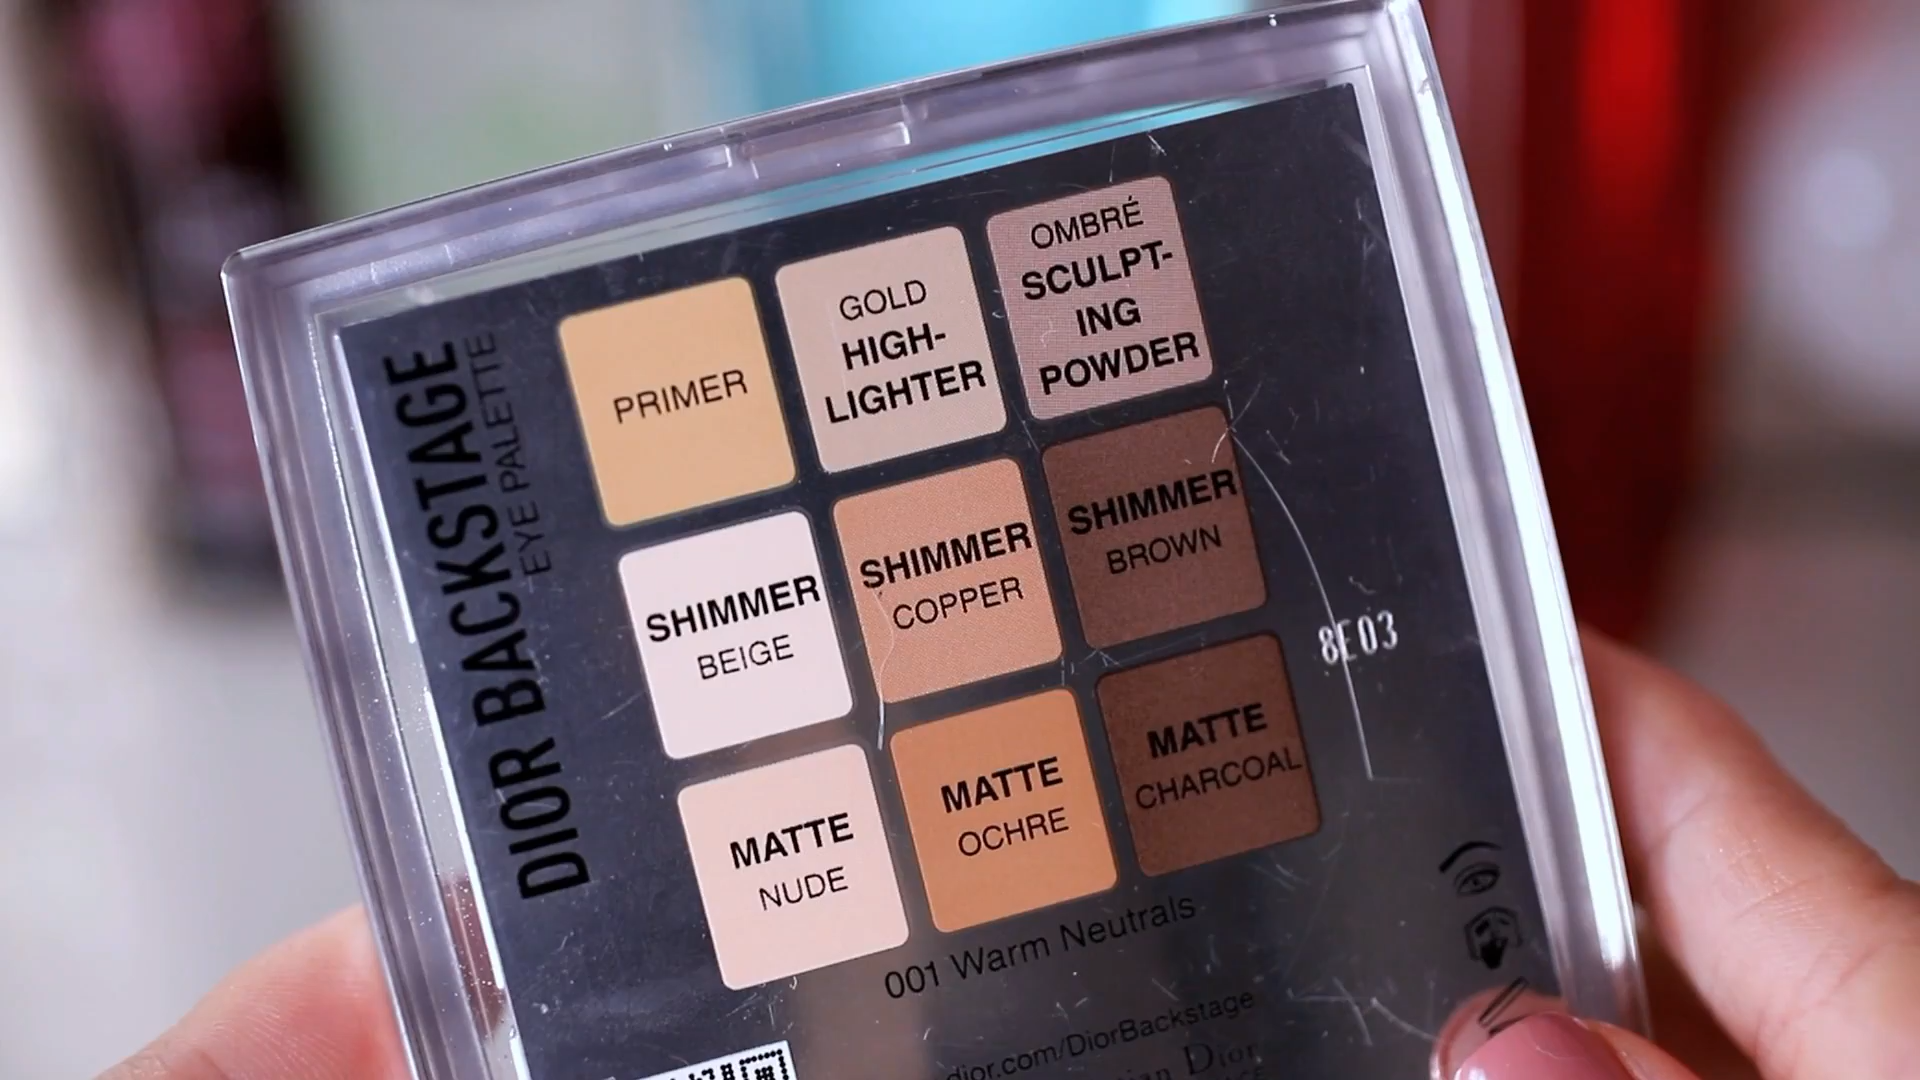 DIOR BACKSTAGE
EYE PALETTE
PRIMER
GOLD
HIGH-
LIGHTER
OMBRÉ
SCULPT-
ING
POWDER
SHIMMER
BEIGE
SHIMMER
COPPER
SHIMMER
BROWN
MATTE
NUDE
MATTE
OCHRE
MATTE
CHARCOAL
8E03
001 Warm Neutrals
dior.com/DiorBackstage
Dior